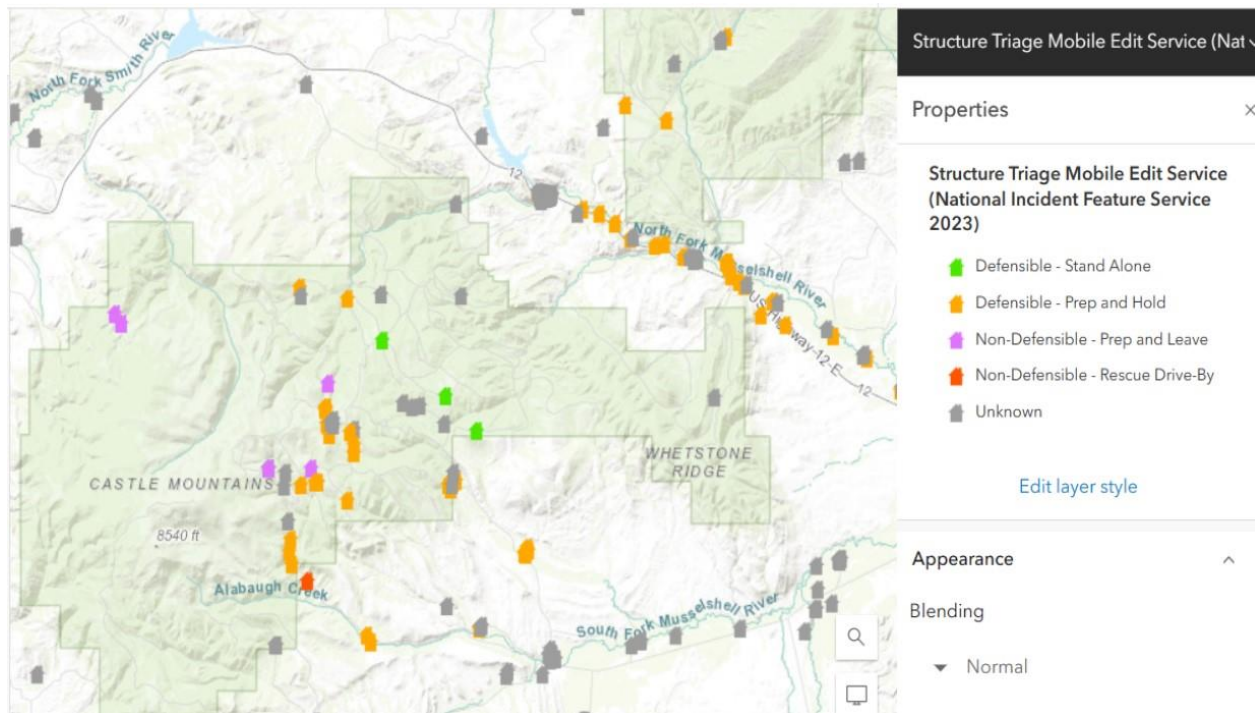 North Fork Smith River
12
North Fork Musselshell River
US Highway 12 E
12
WHETSTONE
RIDGE
CASTLE MOUNTAINS
8540 ft
Alabaugh Creek
South Fork Musselshell River
Structure Triage Mobile Edit Service (Nat
Properties
Structure Triage Mobile Edit Service
(National Incident Feature Service
2023)
Defensible - Stand Alone
Defensible - Prep and Hold
Non-Defensible - Prep and Leave
Non-Defensible - Rescue Drive-By
Unknown
Edit layer style
Appearance
Blending
Normal